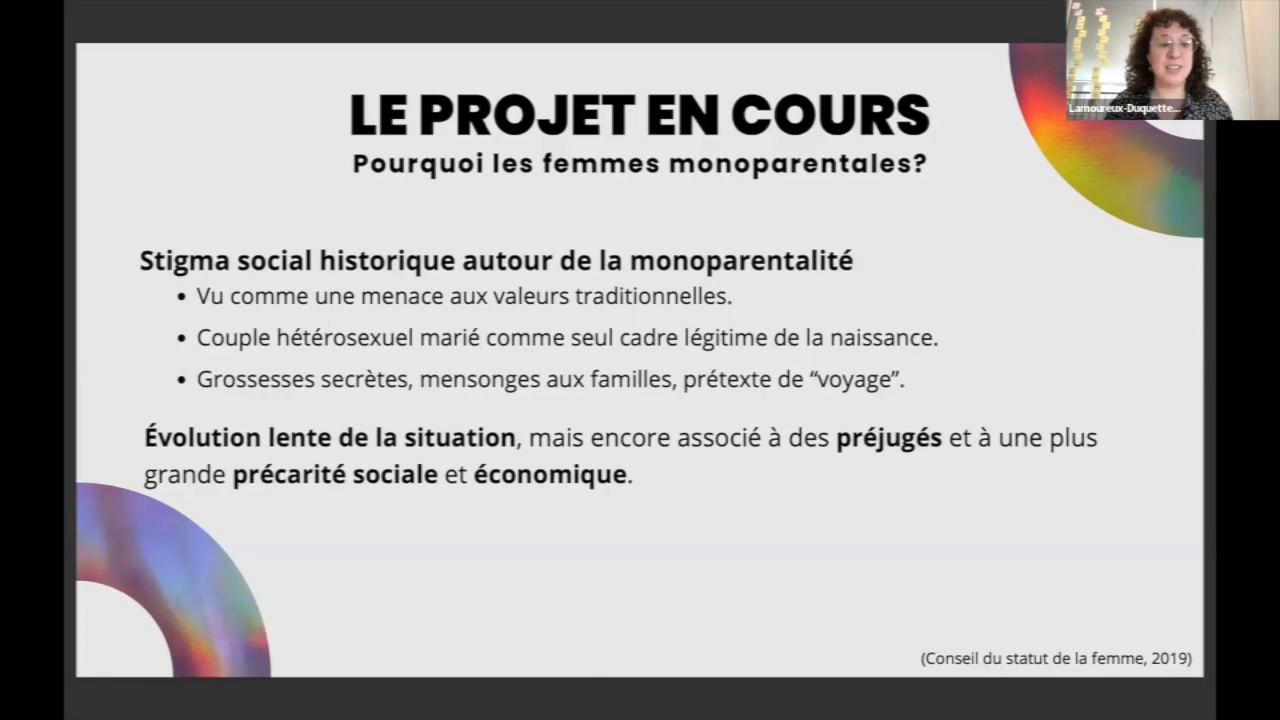 Lamoureux-Duquette...
LE PROJET EN COURS
Pourquoi les femmes monoparentales?
Stigma social historique autour de la monoparentalité
• Vu comme une menace aux valeurs traditionnelles.
• Couple hétérosexuel marié comme seul cadre légitime de la naissance.
• Grossesses secrètes, mensonges aux familles, prétexte de “voyage”.
Évolution lente de la situation, mais encore associé à des préjugés et à une plus
grande précarité sociale et économique.
(Conseil du statut de la femme, 2019)